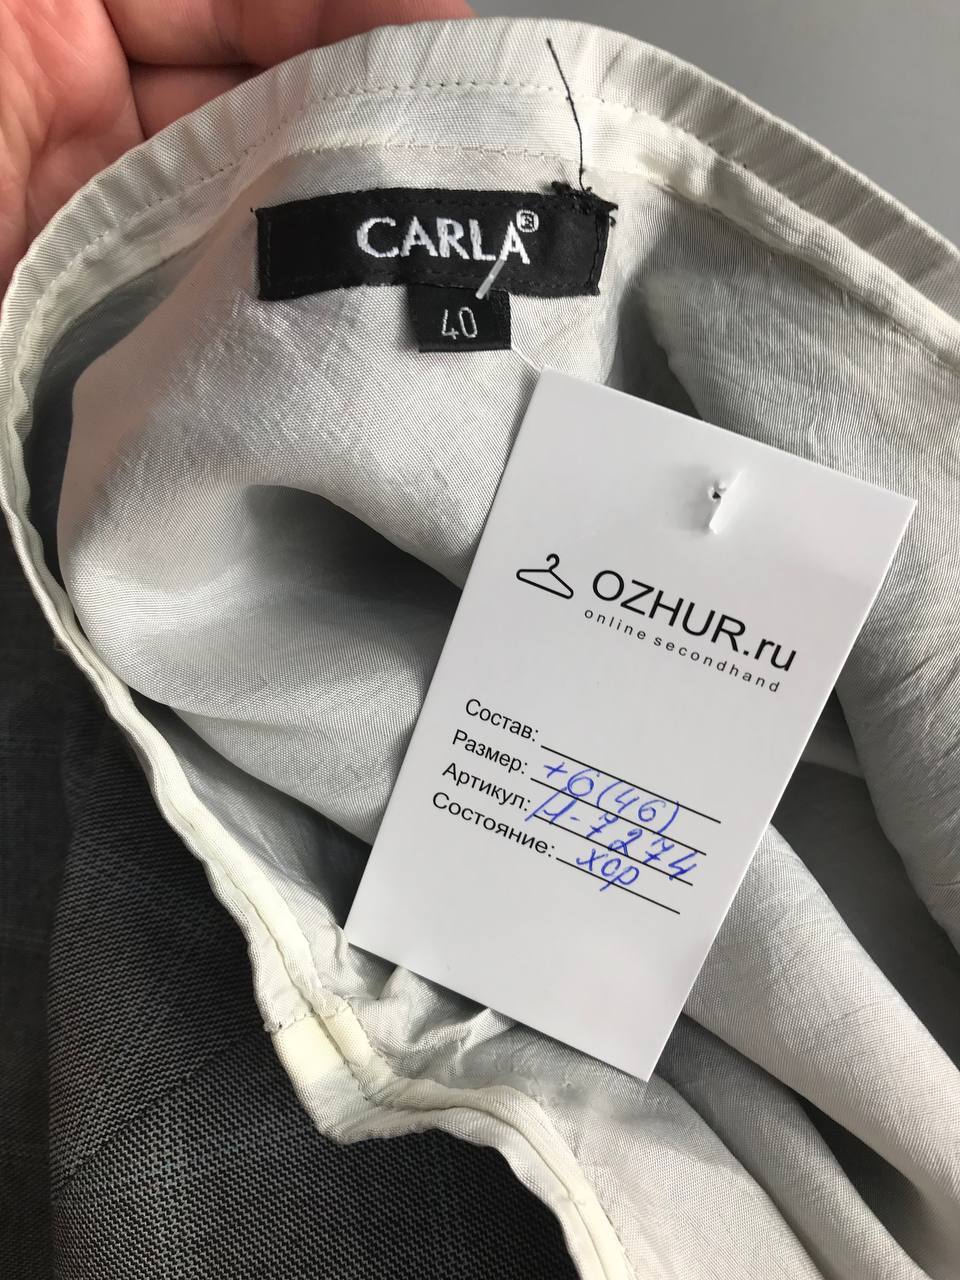 CARLA®
40
OZHUR.ru
online secondhand
Состав:
Размер: +6(46)
Артикул: Н-7274
Состояние: хор